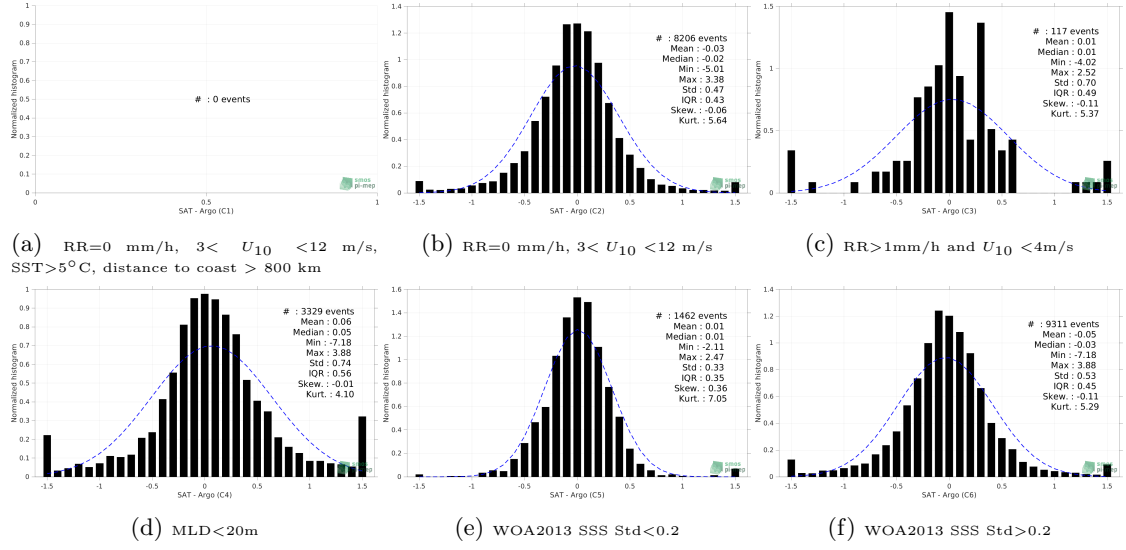 1
0.9
0.8
0.7
0.6
0.5
0.4
0.3
0.2
0.1
0
Normalized histogram
# : 0 events
smos
pi-mep
0 0.5 1
SAT - Argo (C1)
(a) RR=0 mm/h, 3< U10 <12 m/s,
SST>5°C, distance to coast > 800 km
1.4
1.2
1
0.8
0.6
0.4
0.2
0
Normalized histogram
# : 8206 events
Mean : -0.03
Median : -0.02
Min : -5.01
Max : 3.38
Std : 0.47
IQR : 0.43
Skew. : -0.06
Kurt. : 5.64
smos
pi-mep
-1.5 -1 -0.5 0 0.5 1 1.5
SAT - Argo (C2)
(b) RR=0 mm/h, 3< U10 <12 m/s
1.5
1
0.5
0
Normalized histogram
# : 117 events
Mean : 0.01
Median : 0.01
Min : -4.02
Max : 2.52
Std : 0.70
IQR : 0.49
Skew. : -0.11
Kurt. : 5.37
smos
pi-mep
-1.5 -1 -0.5 0 0.5 1 1.5
SAT - Argo (C3)
(c) RR>1mm/h and U10 <4m/s
1
0.9
0.8
0.7
0.6
0.5
0.4
0.3
0.2
0.1
0
Normalized histogram
# : 3329 events
Mean : 0.06
Median : 0.05
Min : -7.18
Max : 3.88
Std : 0.74
IQR : 0.56
Skew. : -0.01
Kurt. : 4.10
smos
pi-mep
-1.5 -1 -0.5 0 0.5 1 1.5
SAT - Argo (C4)
(d) MLD<20m
1.6
1.4
1.2
1
0.8
0.6
0.4
0.2
0
Normalized histogram
# : 1462 events
Mean : 0.01
Median : 0.01
Min : -2.11
Max : 2.47
Std : 0.33
IQR : 0.35
Skew. : 0.36
Kurt. : 7.05
smos
pi-mep
-1.5 -1 -0.5 0 0.5 1 1.5
SAT - Argo (C5)
(e) WOA2013 SSS Std<0.2
1.4
1.2
1
0.8
0.6
0.4
0.2
0
Normalized histogram
# : 9311 events
Mean : -0.05
Median : -0.03
Min : -7.18
Max : 3.88
Std : 0.53
IQR : 0.45
Skew. : -0.11
Kurt. : 5.29
smos
pi-mep
-1.5 -1 -0.5 0 0.5 1 1.5
SAT - Argo (C6)
(f) WOA2013 SSS Std>0.2